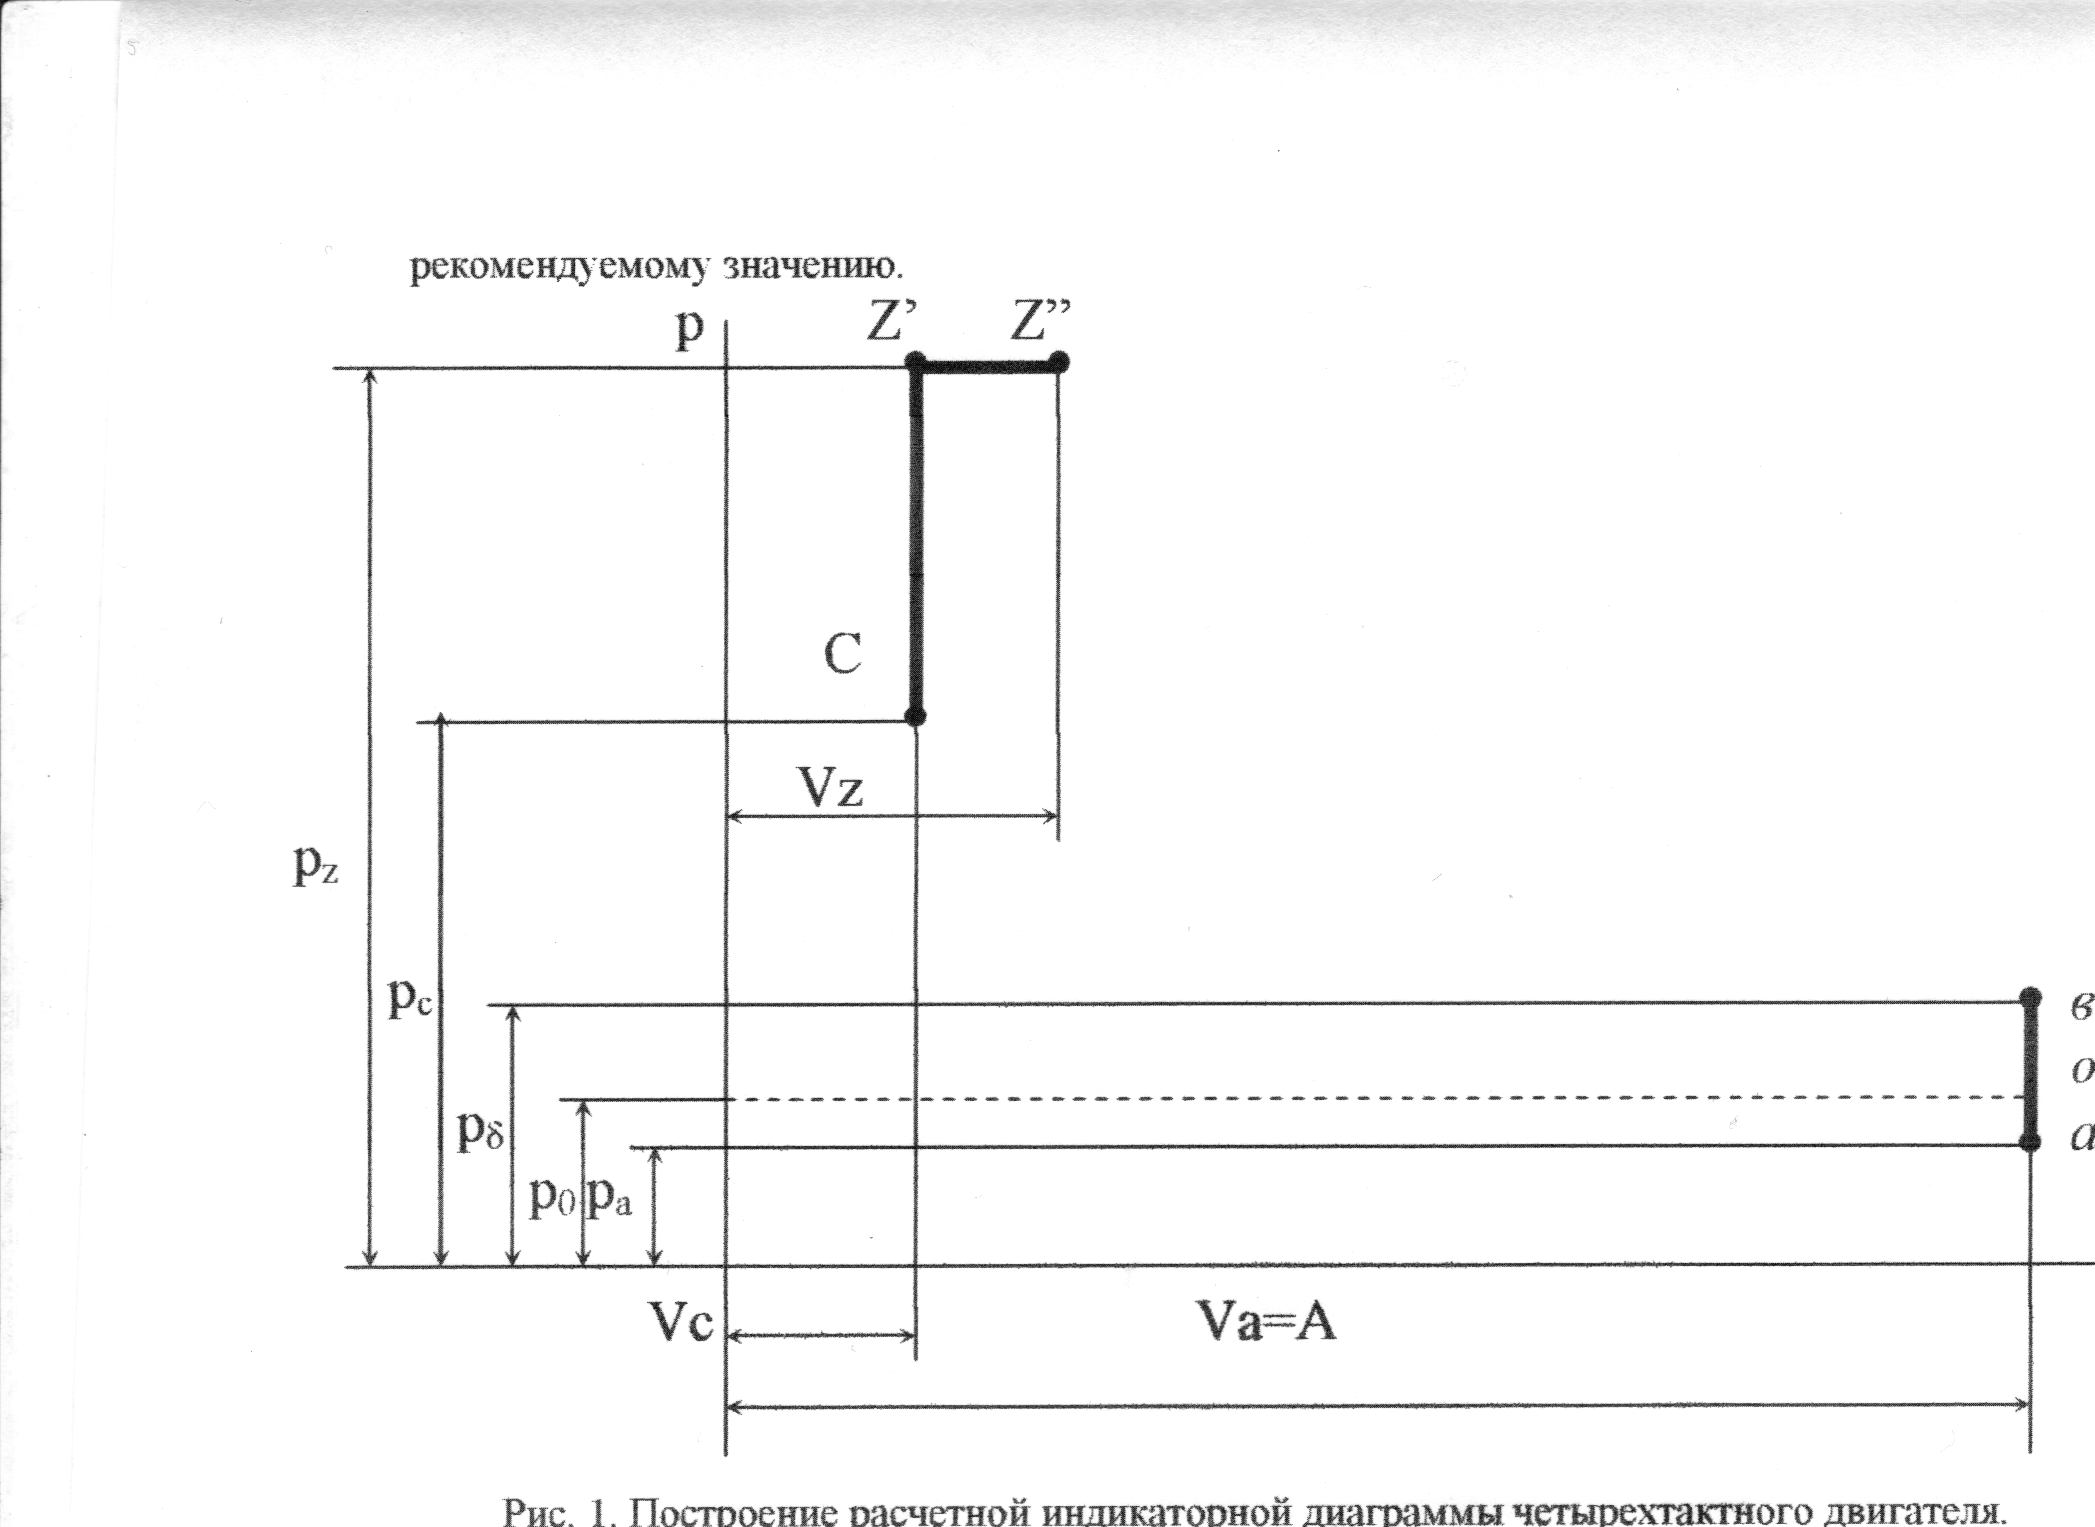 рекомендуемому значению.
p Z’ Z”
C
Vz
pz
pc
в
о
pδ
а
p0 pa
Vc Va=A
Рис. 1. Построение расчетной индикаторной диаграммы четырехтактного двигателя.